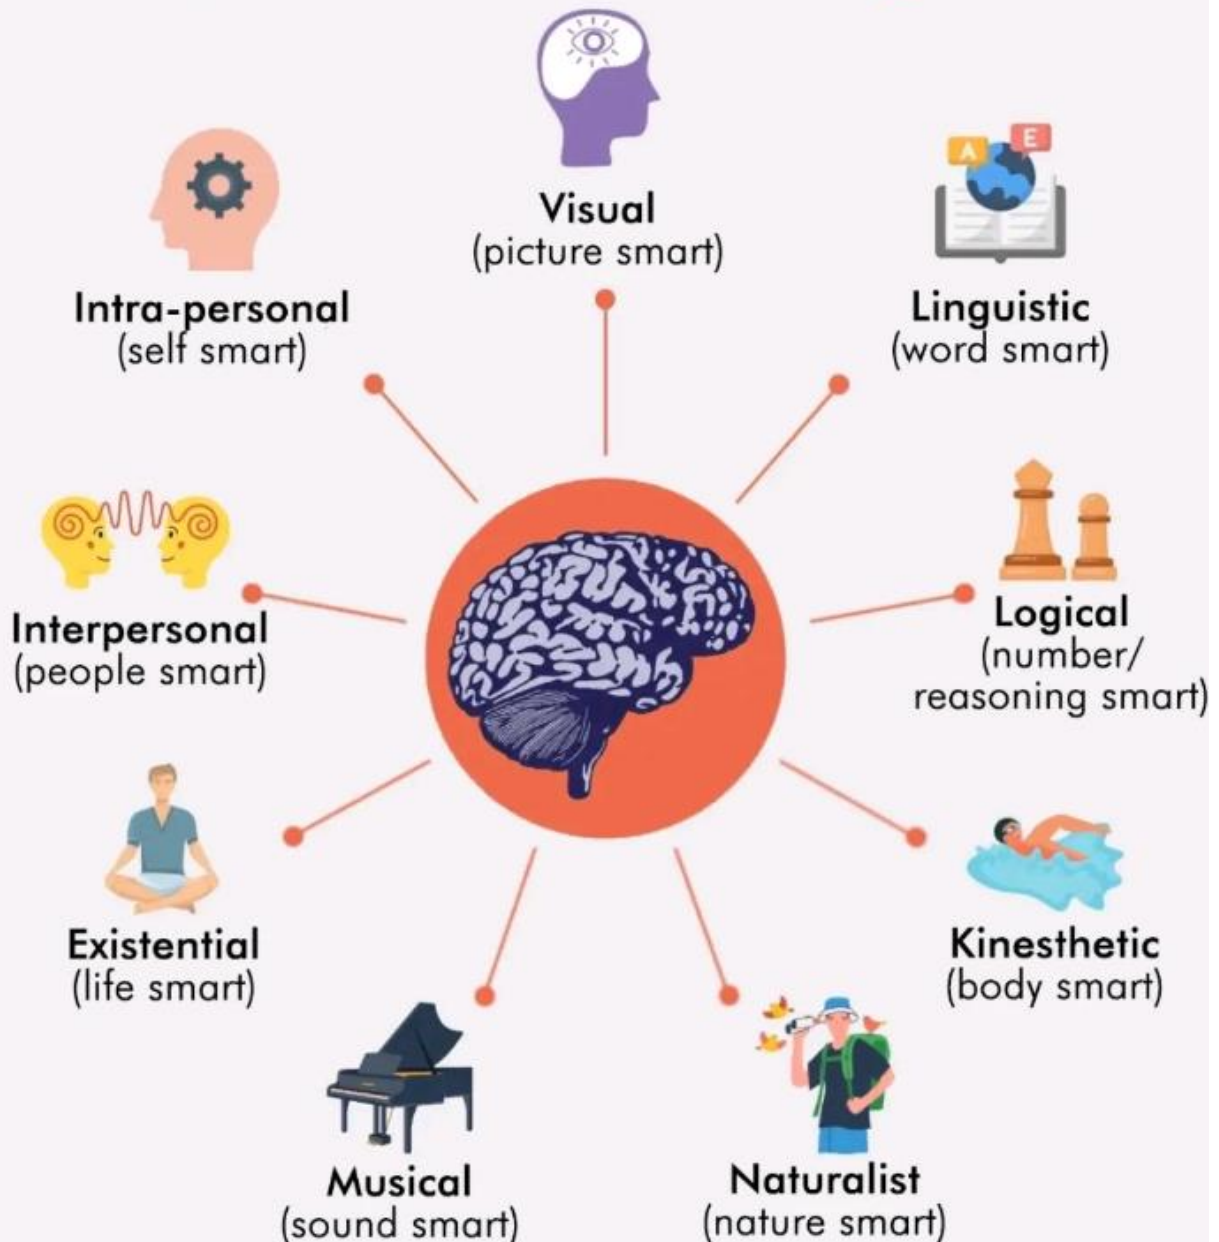 Visual
(picture smart)
A
E
Linguistic
(word smart)
Logical
(number/
reasoning smart)
Kinesthetic
(body smart)
Naturalist
(nature smart)
Musical
(sound smart)
Existential
(life smart)
Interpersonal
(people smart)
Intra-personal
(self smart)